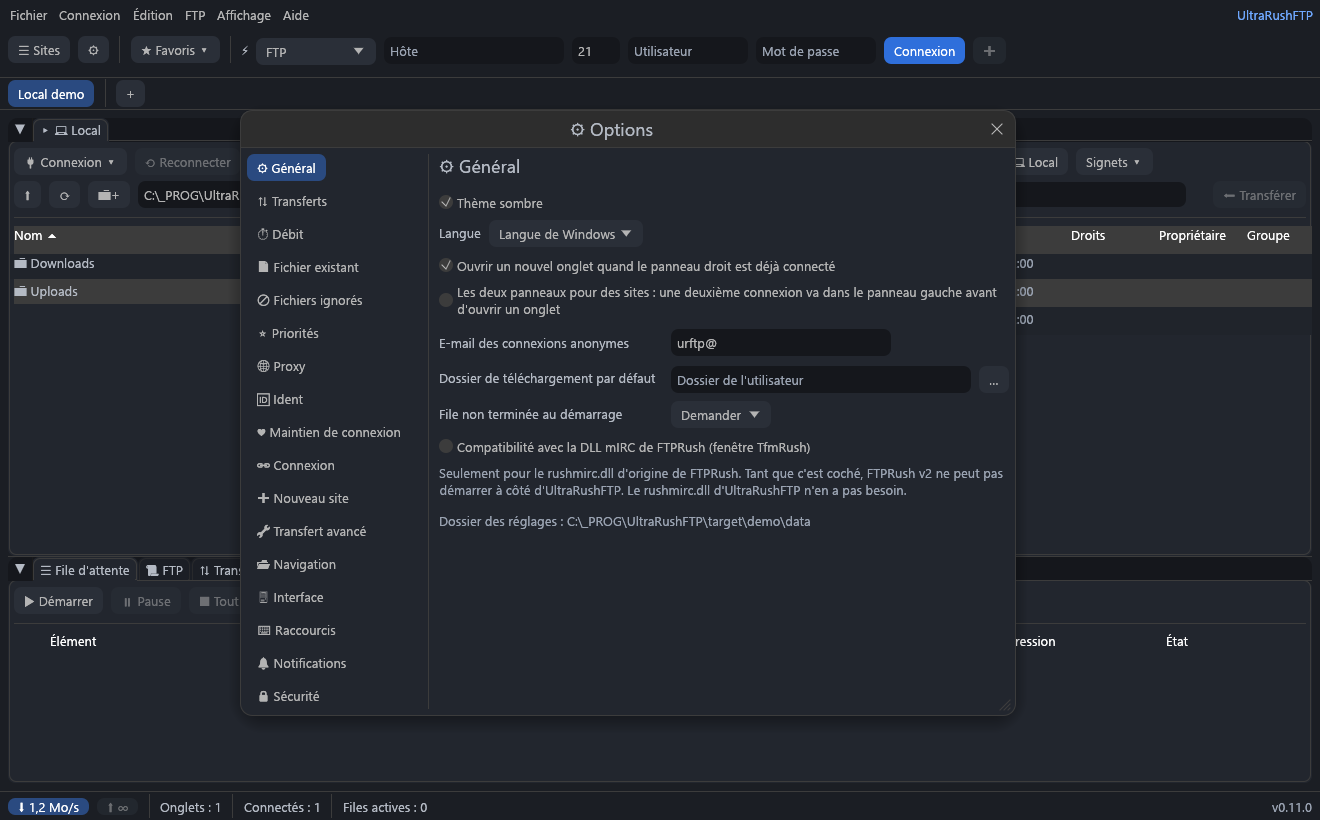 Fichier Connexion Édition FTP Affichage Aide UltraRushFTP
Sites Favoris FTP Hôte 21 Utilisateur Mot de passe Connexion +
Local demo +
Local
Connexion Reconnecter Local Signets
C:\_PROG\UltraR Transférer
Nom Droits Propriétaire Groupe
Downloads :00
Uploads :00
:00
Options
Général
Transferts
Débit
Fichier existant
Fichiers ignorés
Priorités
Proxy
Ident
Maintien de connexion
Connexion
Nouveau site
Transfert avancé
Navigation
Interface
Raccourcis
Notifications
Sécurité
Général
Thème sombre
Langue Langue de Windows
Ouvrir un nouvel onglet quand le panneau droit est déjà connecté
Les deux panneaux pour des sites : une deuxième connexion va dans le panneau gauche avant
d'ouvrir un onglet
E-mail des connexions anonymes urftp@
Dossier de téléchargement par défaut Dossier de l'utilisateur ...
File non terminée au démarrage Demander
Compatibilité avec la DLL mIRC de FTPRush (fenêtre TfmRush)
Seulement pour le rushmirc.dll d'origine de FTPRush. Tant que c'est coché, FTPRush v2 ne peut pas
démarrer à côté d'UltraRushFTP. Le rushmirc.dll d'UltraRushFTP n'en a pas besoin.
Dossier des réglages : C:\_PROG\UltraRushFTP\target\demo\data
File d'attente FTP Trans
Démarrer Pause Tout
Élément ression État
1,2 Mo/s ∞ Onglets : 1 Connectés : 1 Files actives : 0 v0.11.0